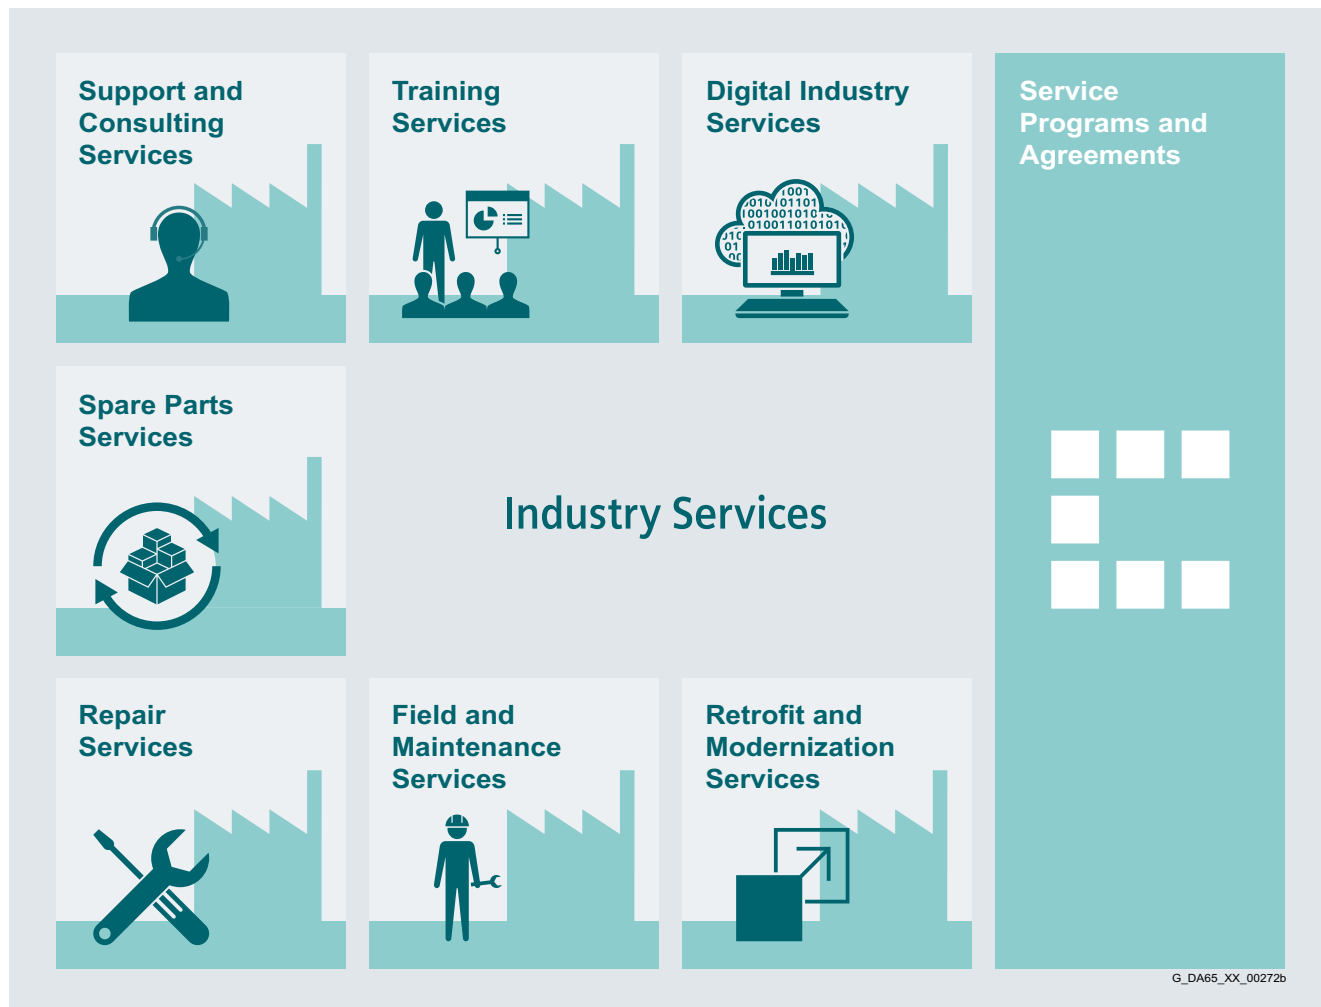 Support and
Consulting
Services
Training
Services
Digital Industry
Services
Service
Programs and
Agreements
Spare Parts
Services
Industry Services
Repair
Services
Field and
Maintenance
Services
Retrofit and
Modernization
Services
G_DA65_XX_00272b